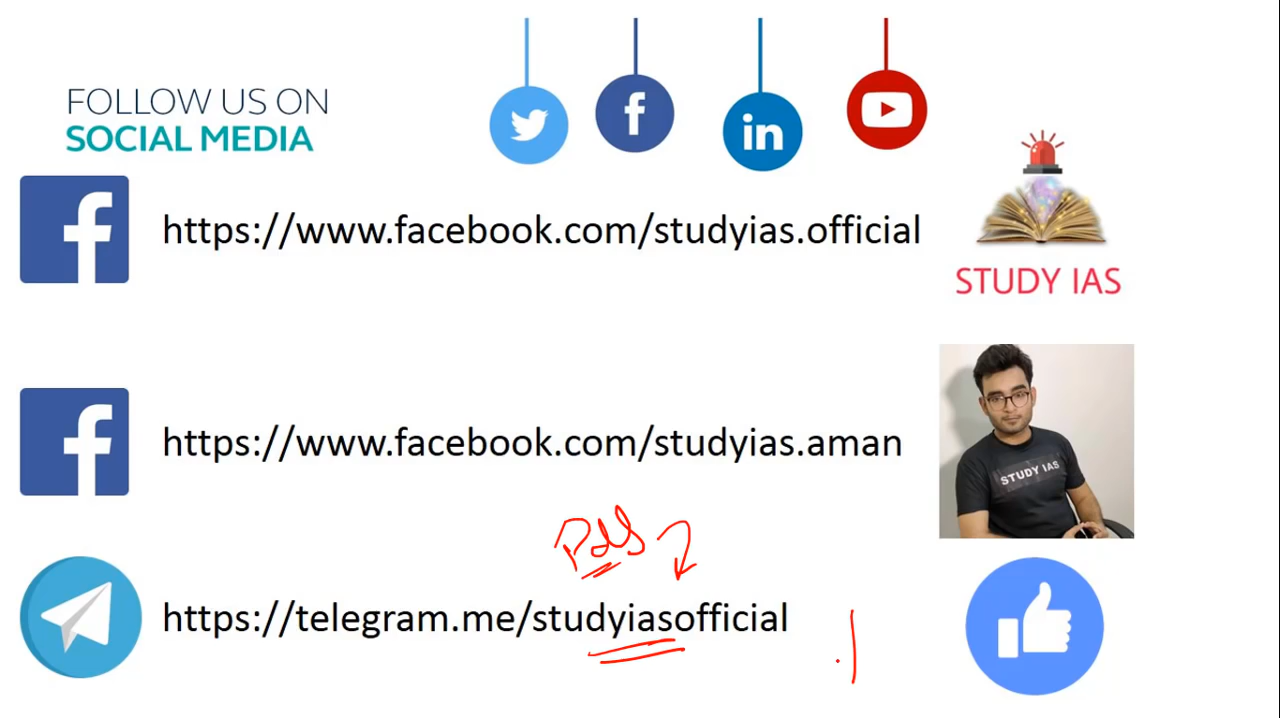 FOLLOW US ON
SOCIAL MEDIA
https://www.facebook.com/studyias.official
STUDY IAS
https://www.facebook.com/studyias.aman
STUDY IAS
https://telegram.me/studyiasofficial